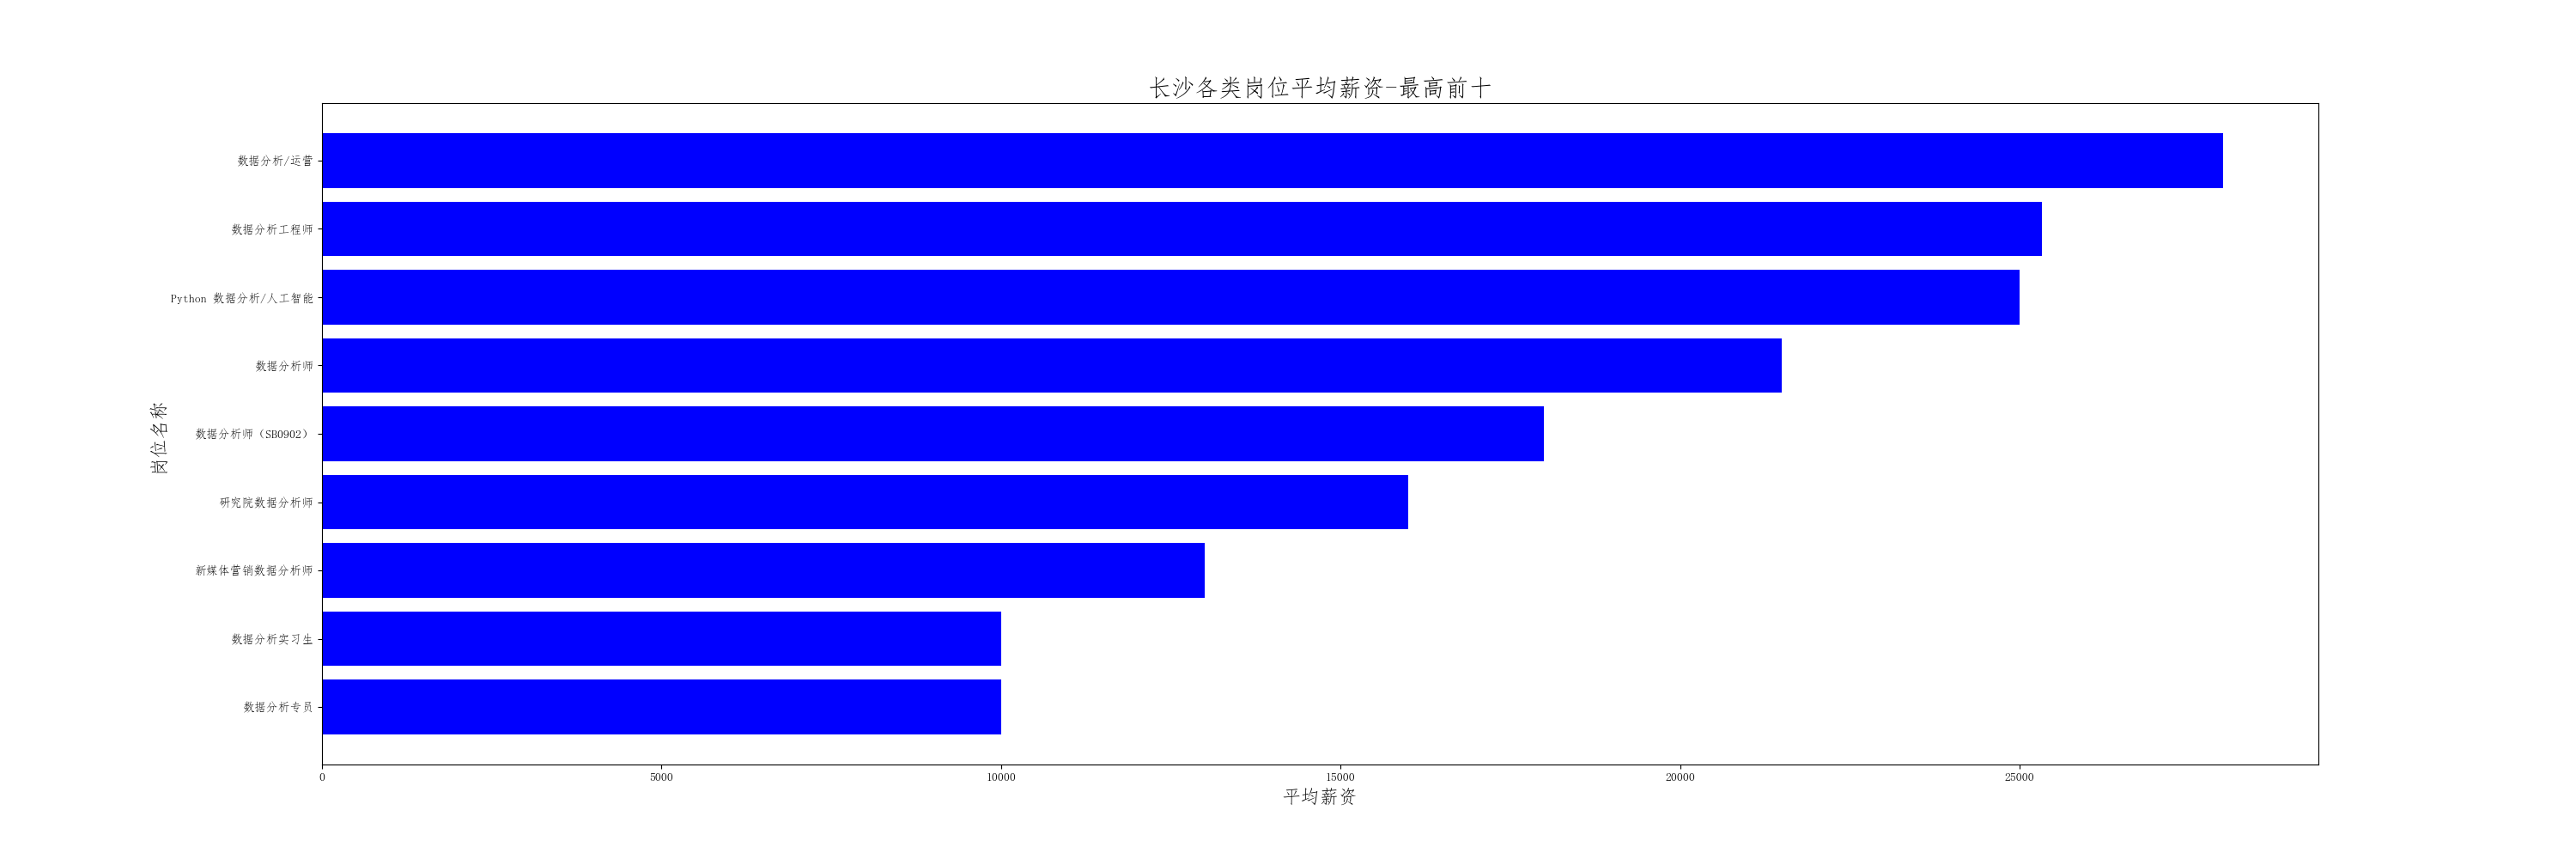 长沙各类岗位平均薪资-最高前十
岗位名称
数据分析/运营
数据分析工程师
Python 数据分析/人工智能
数据分析师
数据分析师（SB0902）
研究院数据分析师
新媒体营销数据分析师
数据分析实习生
数据分析专员
0 5000 10000 15000 20000 25000
平均薪资